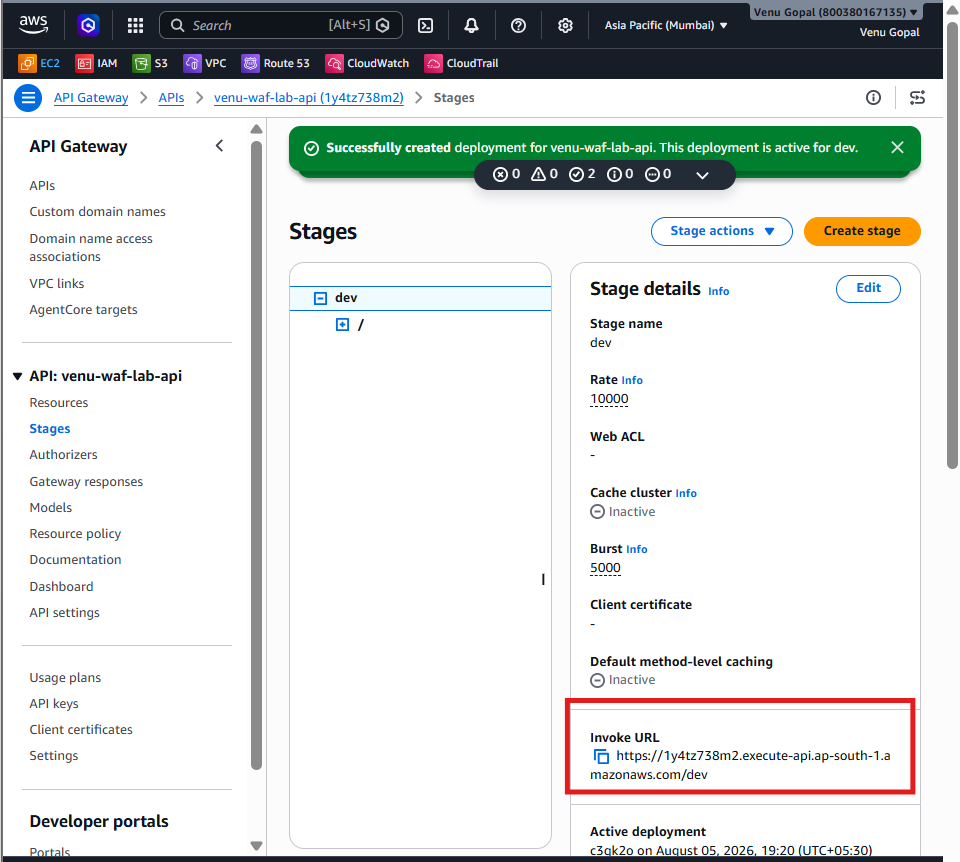 aws
Search
[Alt+S]
Asia Pacific (Mumbai)
Venu Gopal (800380167135)
Venu Gopal
EC2
IAM
S3
VPC
Route 53
CloudWatch
CloudTrail
API Gateway
APIs
venu-waf-lab-api (1y4tz738m2)
Stages
API Gateway
APIs
Custom domain names
Domain name access
associations
VPC links
AgentCore targets
API: venu-waf-lab-api
Resources
Stages
Authorizers
Gateway responses
Models
Resource policy
Documentation
Dashboard
API settings
Usage plans
API keys
Client certificates
Settings
Developer portals
Portals
Successfully created deployment for venu-waf-lab-api. This deployment is active for dev.
0 0 2 0 0
Stages
Stage actions
Create stage
dev
/
Stage details Info
Edit
Stage name
dev
Rate Info
10000
Web ACL
-
Cache cluster Info
Inactive
Burst Info
5000
Client certificate
-
Default method-level caching
Inactive
Invoke URL
https://1y4tz738m2.execute-api.ap-south-1.a
mazonaws.com/dev
Active deployment
c3qk2o on August 05, 2026, 19:20 (UTC+05:30)